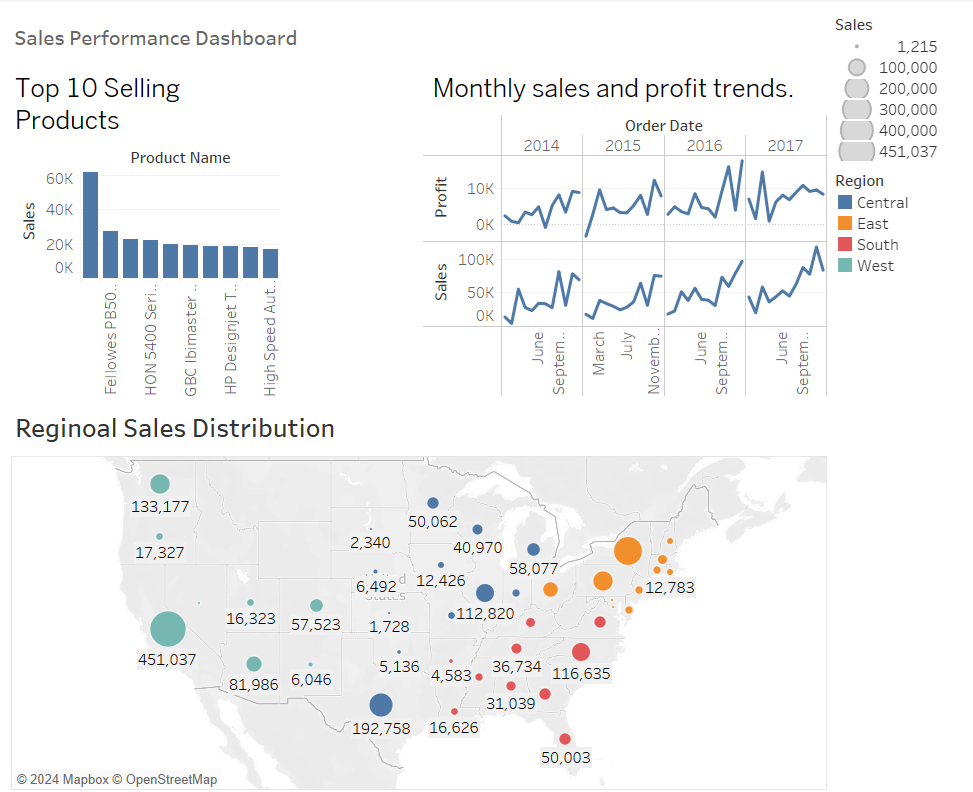 Sales Performance Dashboard
Top 10 Selling
Products
Product Name
Sales
60K
40K
20K
0K
Fellowes PB50..
HON 5400 Seri..
GBC Ibimaster ..
HP Designjet T..
High Speed Aut..
Monthly sales and profit trends.
Order Date
2014 2015 2016 2017
Profit
10K
0K
Sales
100K
50K
0K
June
Septem..
March
July
Novemb..
June
Septem..
June
Septem..
Sales
1,215
100,000
200,000
300,000
400,000
451,037
Region
Central
East
South
West
Reginoal Sales Distribution
133,177
50,062
2,340
40,970
17,327
58,077
6,492
12,426
12,783
States
16,323
57,523
1,728
112,820
451,037
5,136
4,583
36,734
116,635
81,986
6,046
31,039
192,758
16,626
50,003
© 2024 Mapbox © OpenStreetMap